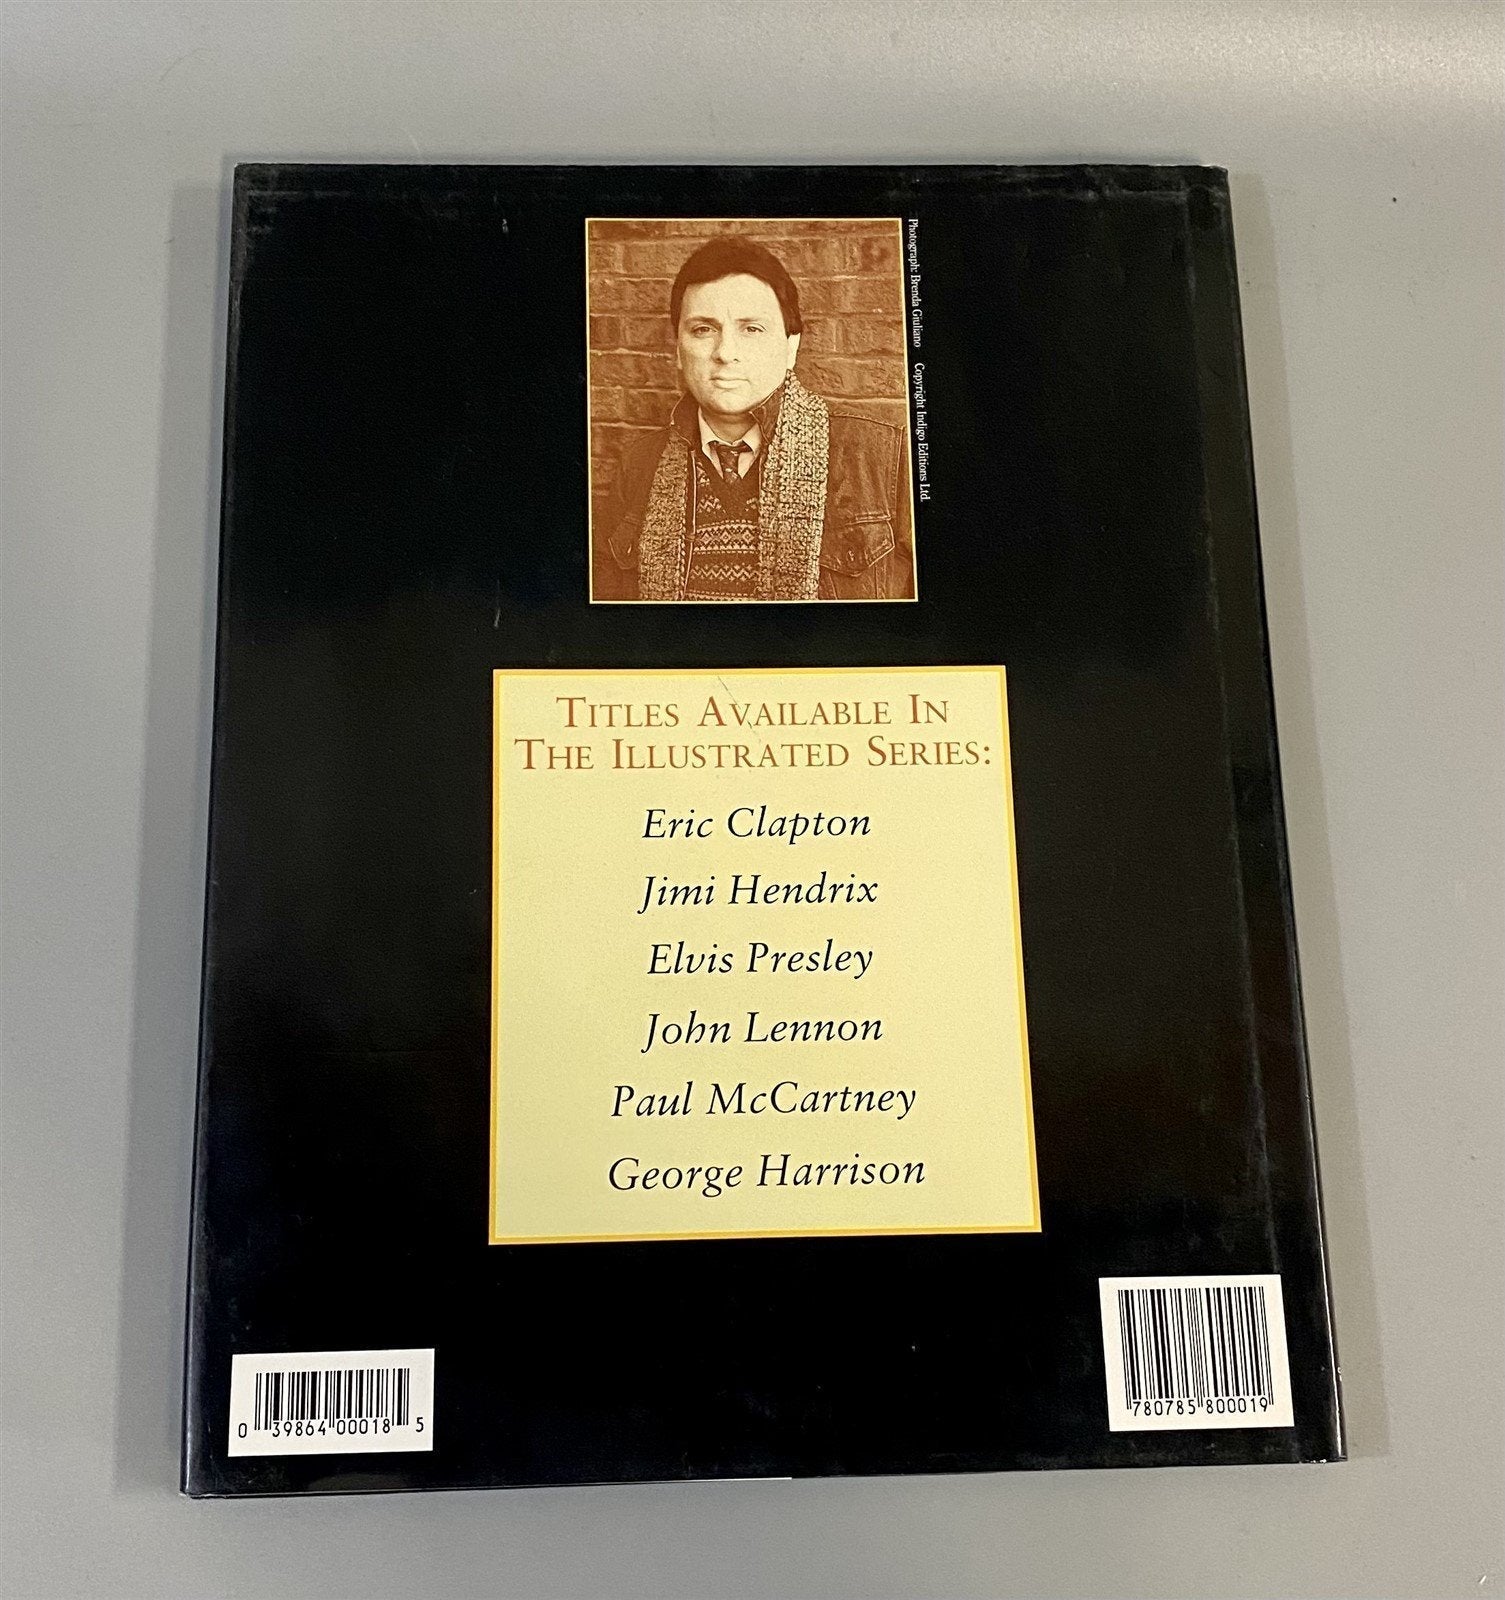 Photograph: Brenda Giuliano Copyright Indigo Editions Ltd.
TITLES AVAILABLE IN
THE ILLUSTRATED SERIES:
Eric Clapton
Jimi Hendrix
Elvis Presley
John Lennon
Paul McCartney
George Harrison
0 39864 00018 5
780785 800019